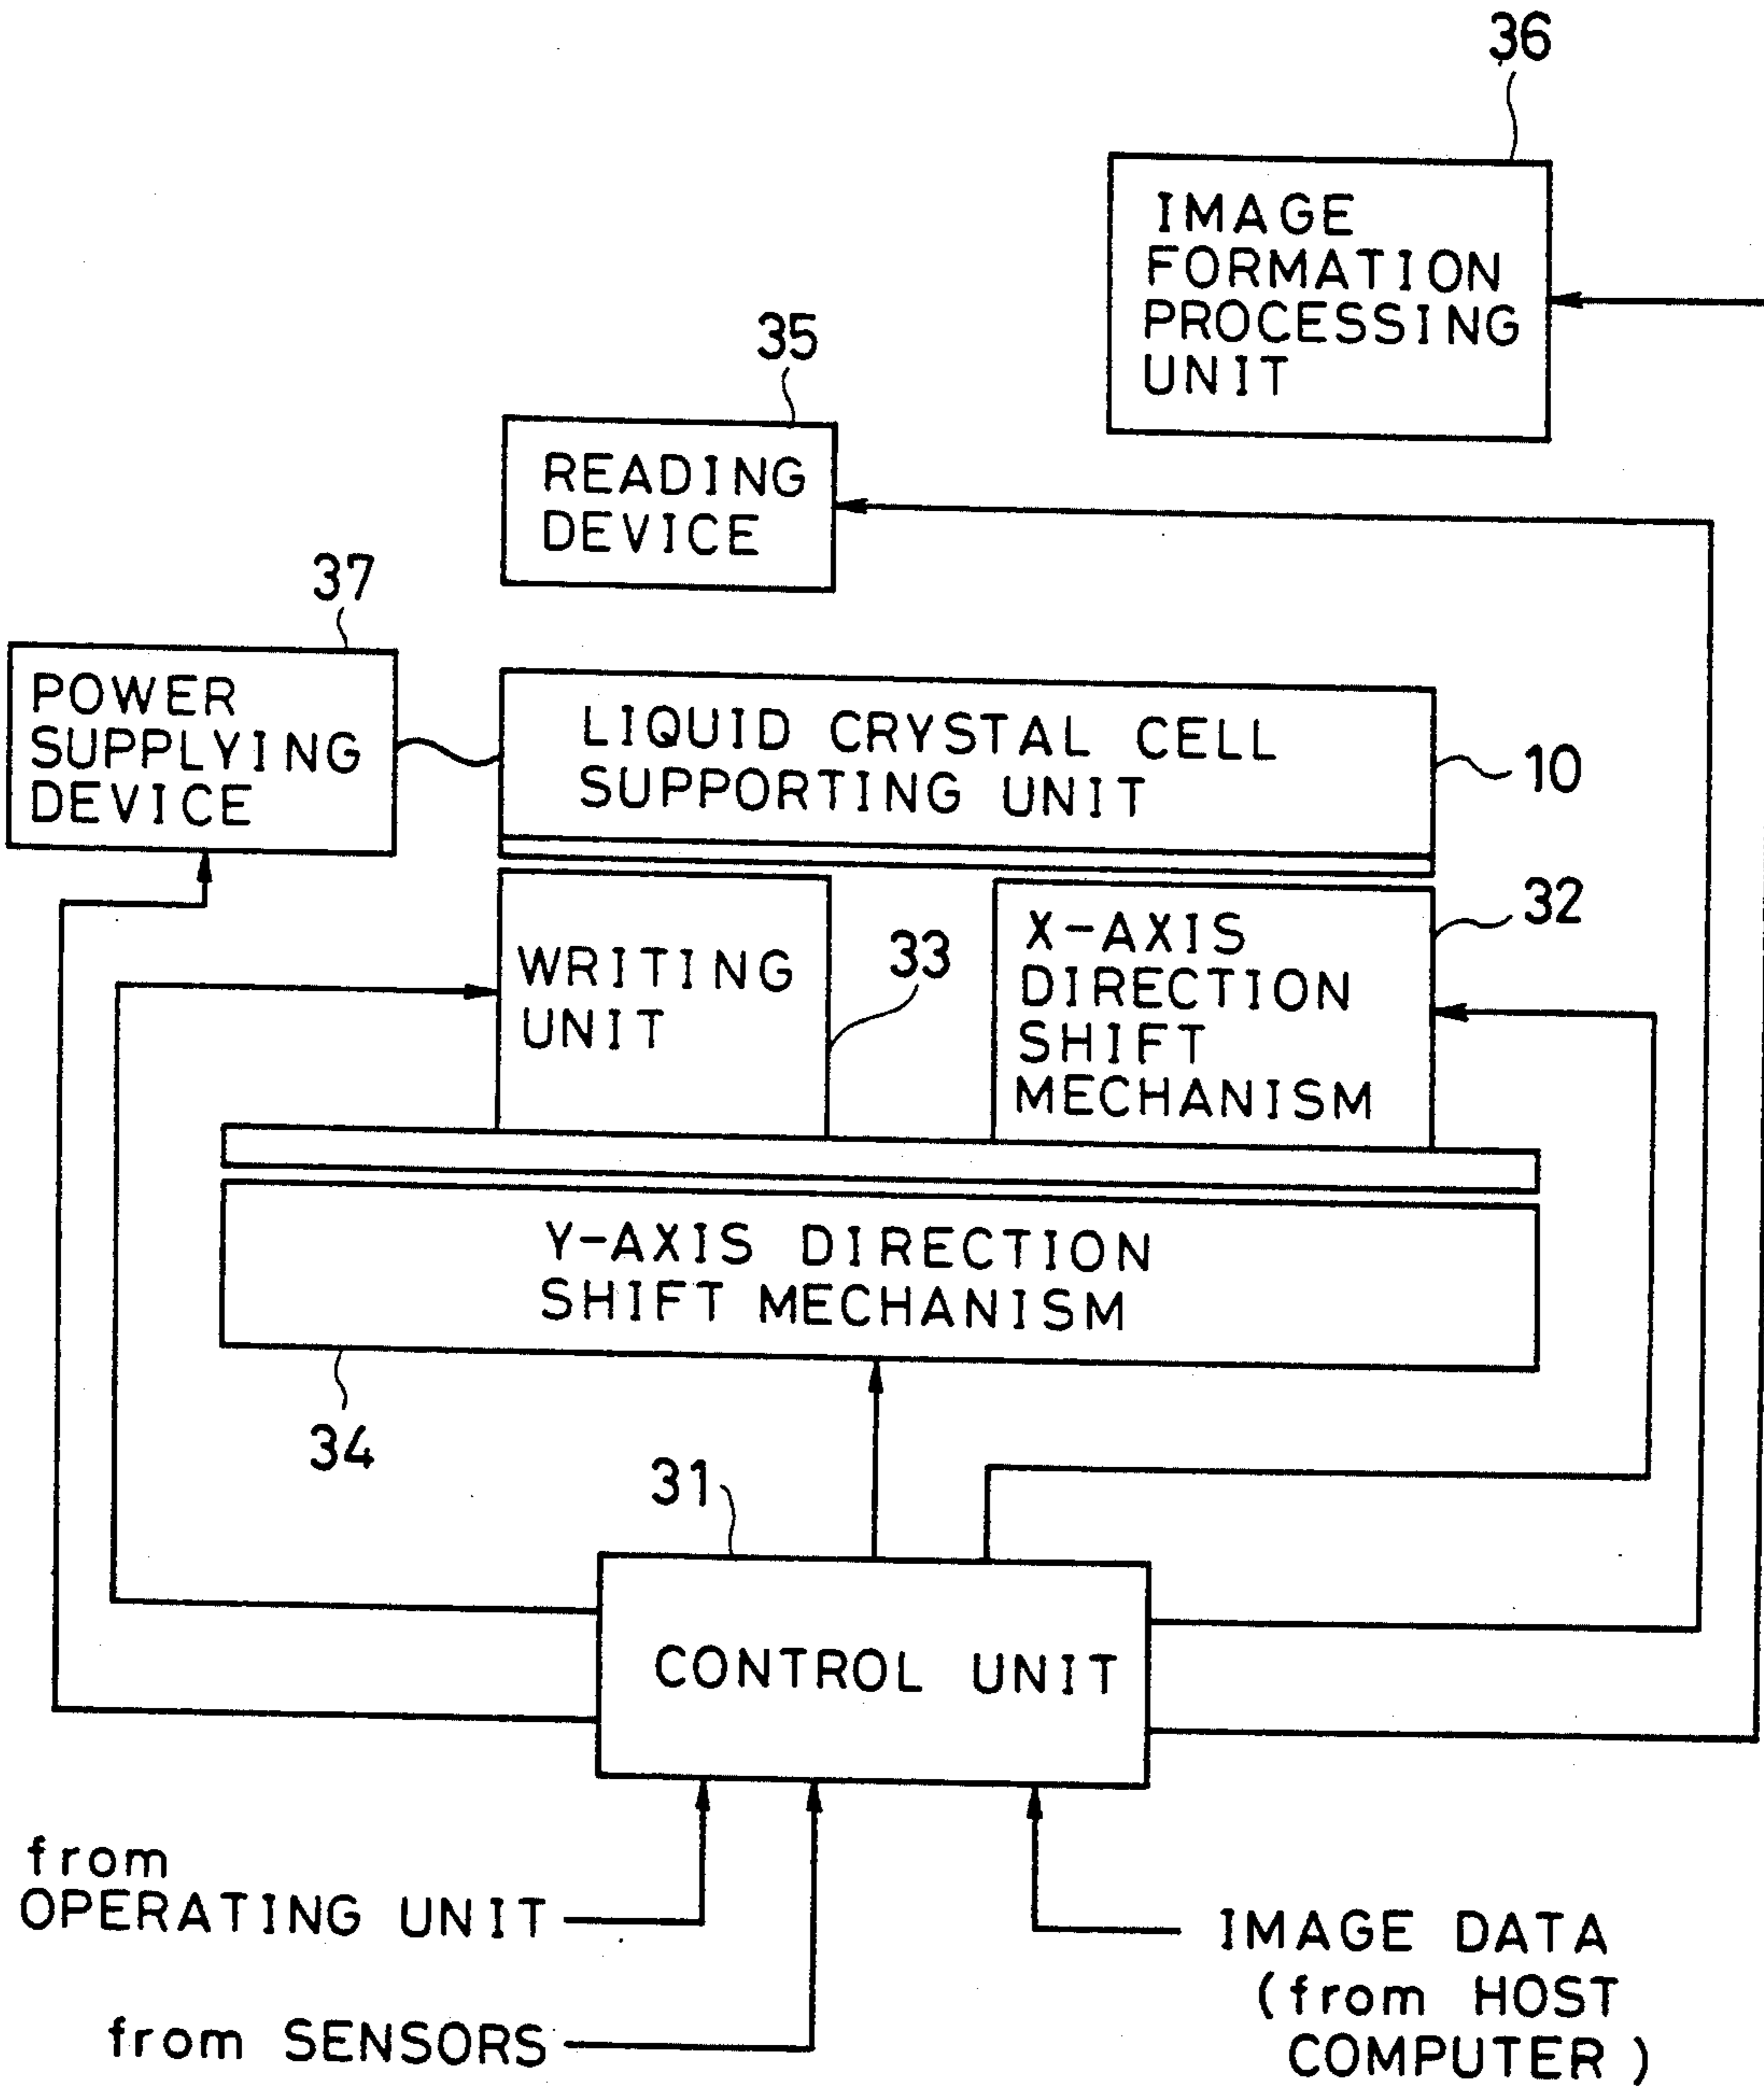 36
IMAGE
FORMATION
PROCESSING
UNIT
35
READING
DEVICE
37
POWER
SUPPLYING
DEVICE
LIQUID CRYSTAL CELL
SUPPORTING UNIT
10
WRITING
UNIT
33
X-AXIS
DIRECTION
SHIFT
MECHANISM
32
Y-AXIS DIRECTION
SHIFT MECHANISM
34
31
CONTROL UNIT
from
OPERATING UNIT
from SENSORS
IMAGE DATA
(from HOST
COMPUTER)